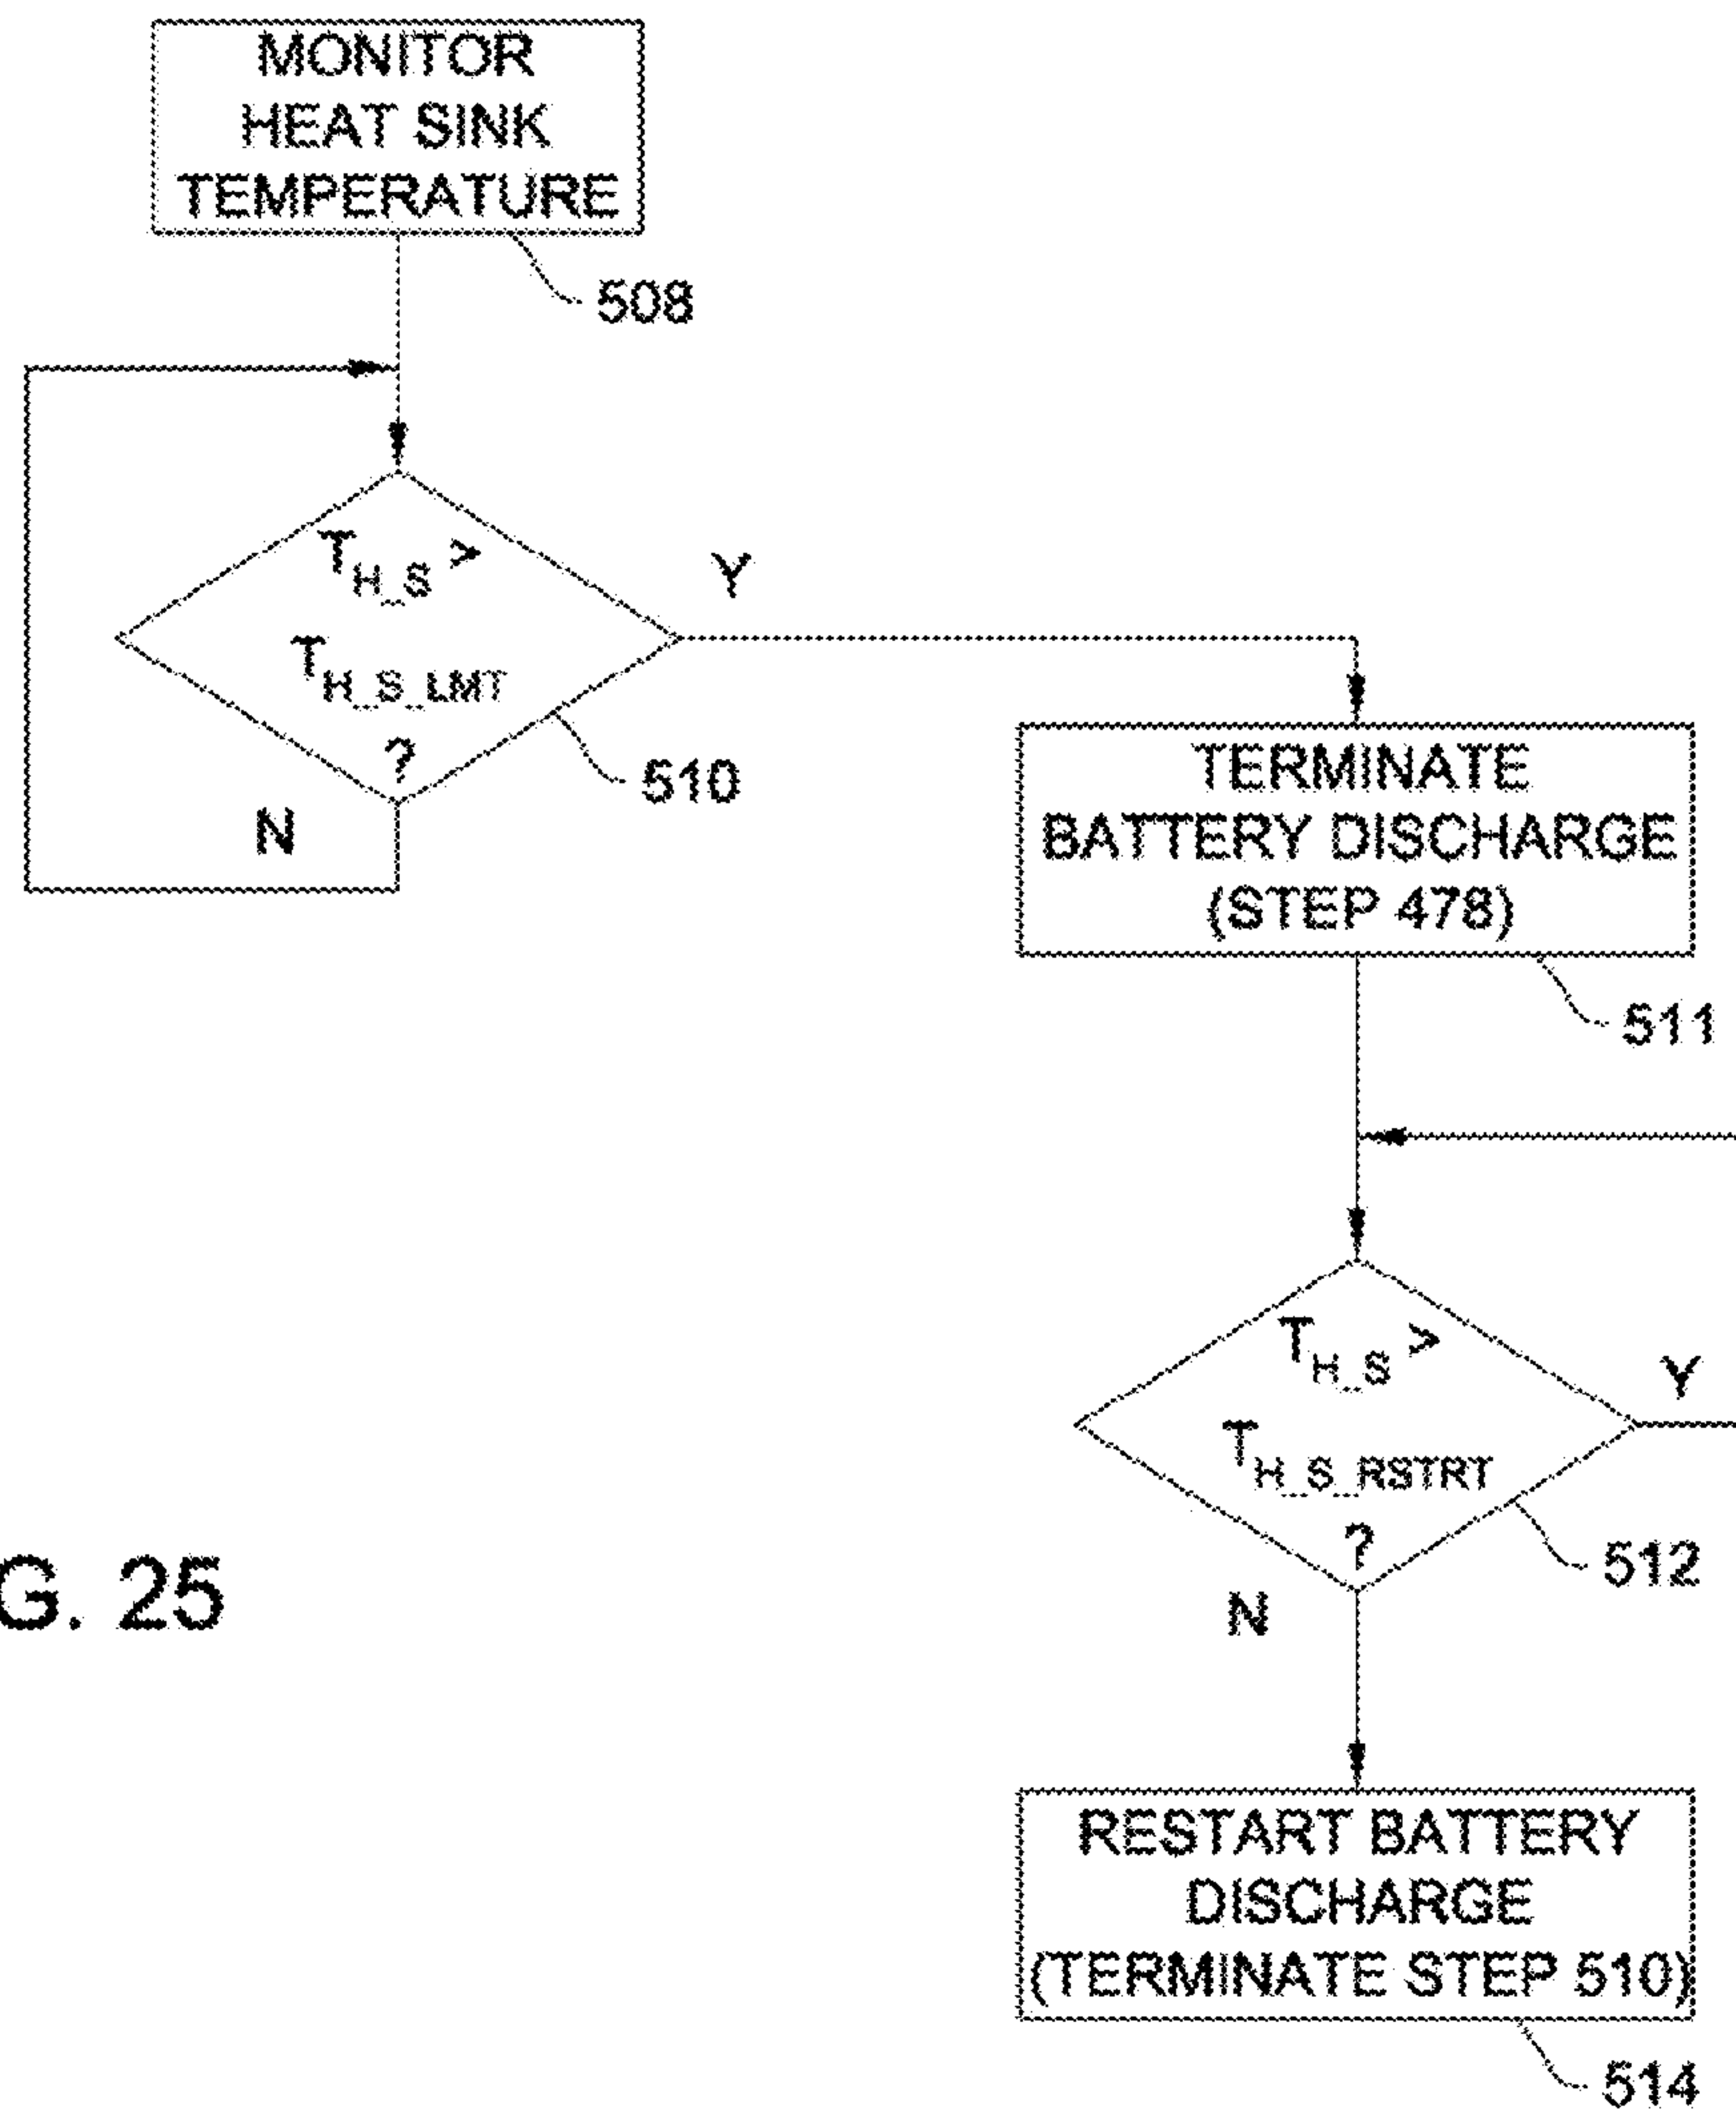 MONITOR
HEAT SINK
TEMPERATURE
508
T_H_S >
T_H_S_LMT
?
Y
N
510
TERMINATE
BATTERY DISCHARGE
(STEP 478)
511
T_H_S >
T_H_S_RSTRT
?
Y
N
512
RESTART BATTERY
DISCHARGE
(TERMINATE STEP 510)
514
G. 25